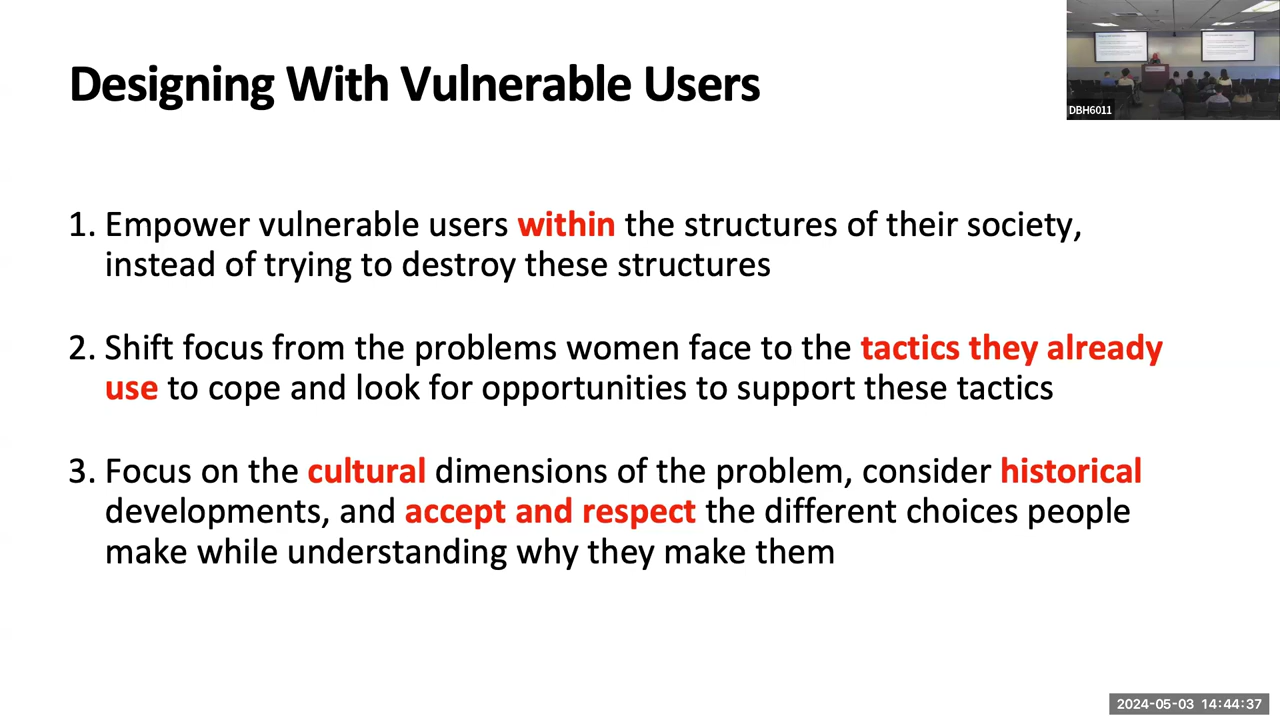 Designing With Vulnerable Users
DBH6011
1. Empower vulnerable users within the structures of their society,
instead of trying to destroy these structures
2. Shift focus from the problems women face to the tactics they already
use to cope and look for opportunities to support these tactics
3. Focus on the cultural dimensions of the problem, consider historical
developments, and accept and respect the different choices people
make while understanding why they make them
2024-05-03 14:44:37